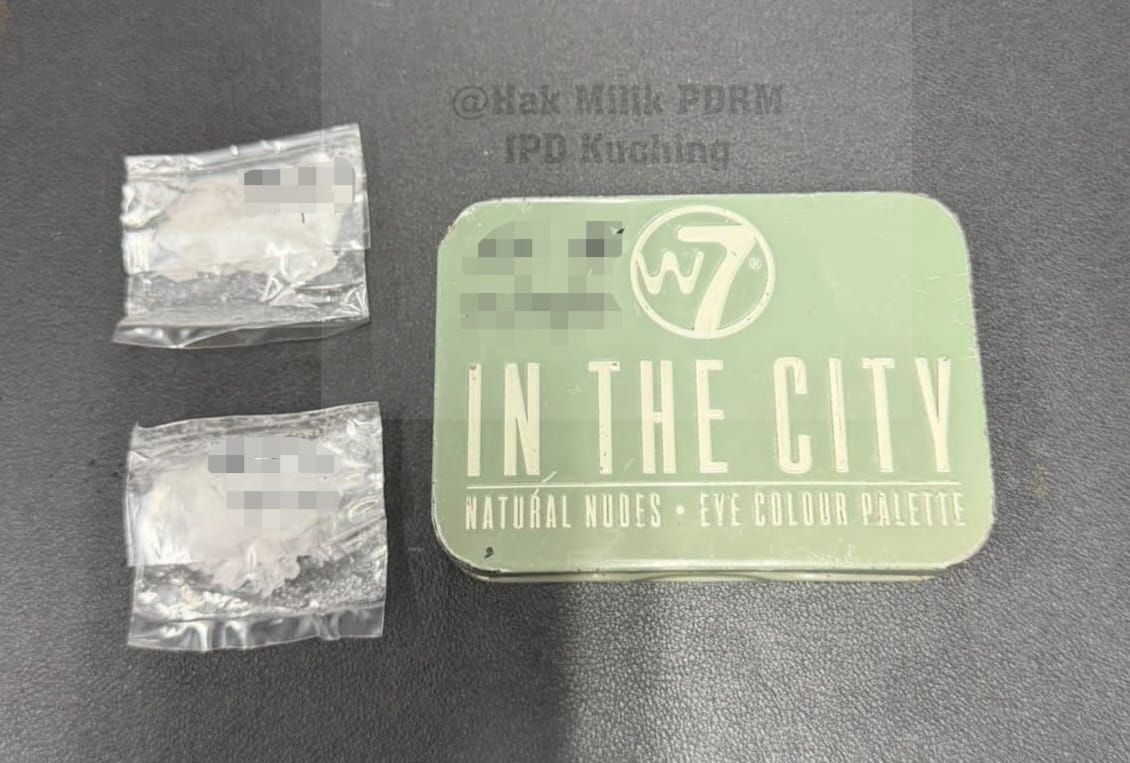 @Hak Milik PDRM
IPD Kuching
W7®
IN THE CITY
NATURAL NUDES • EYE COLOUR PALETTE